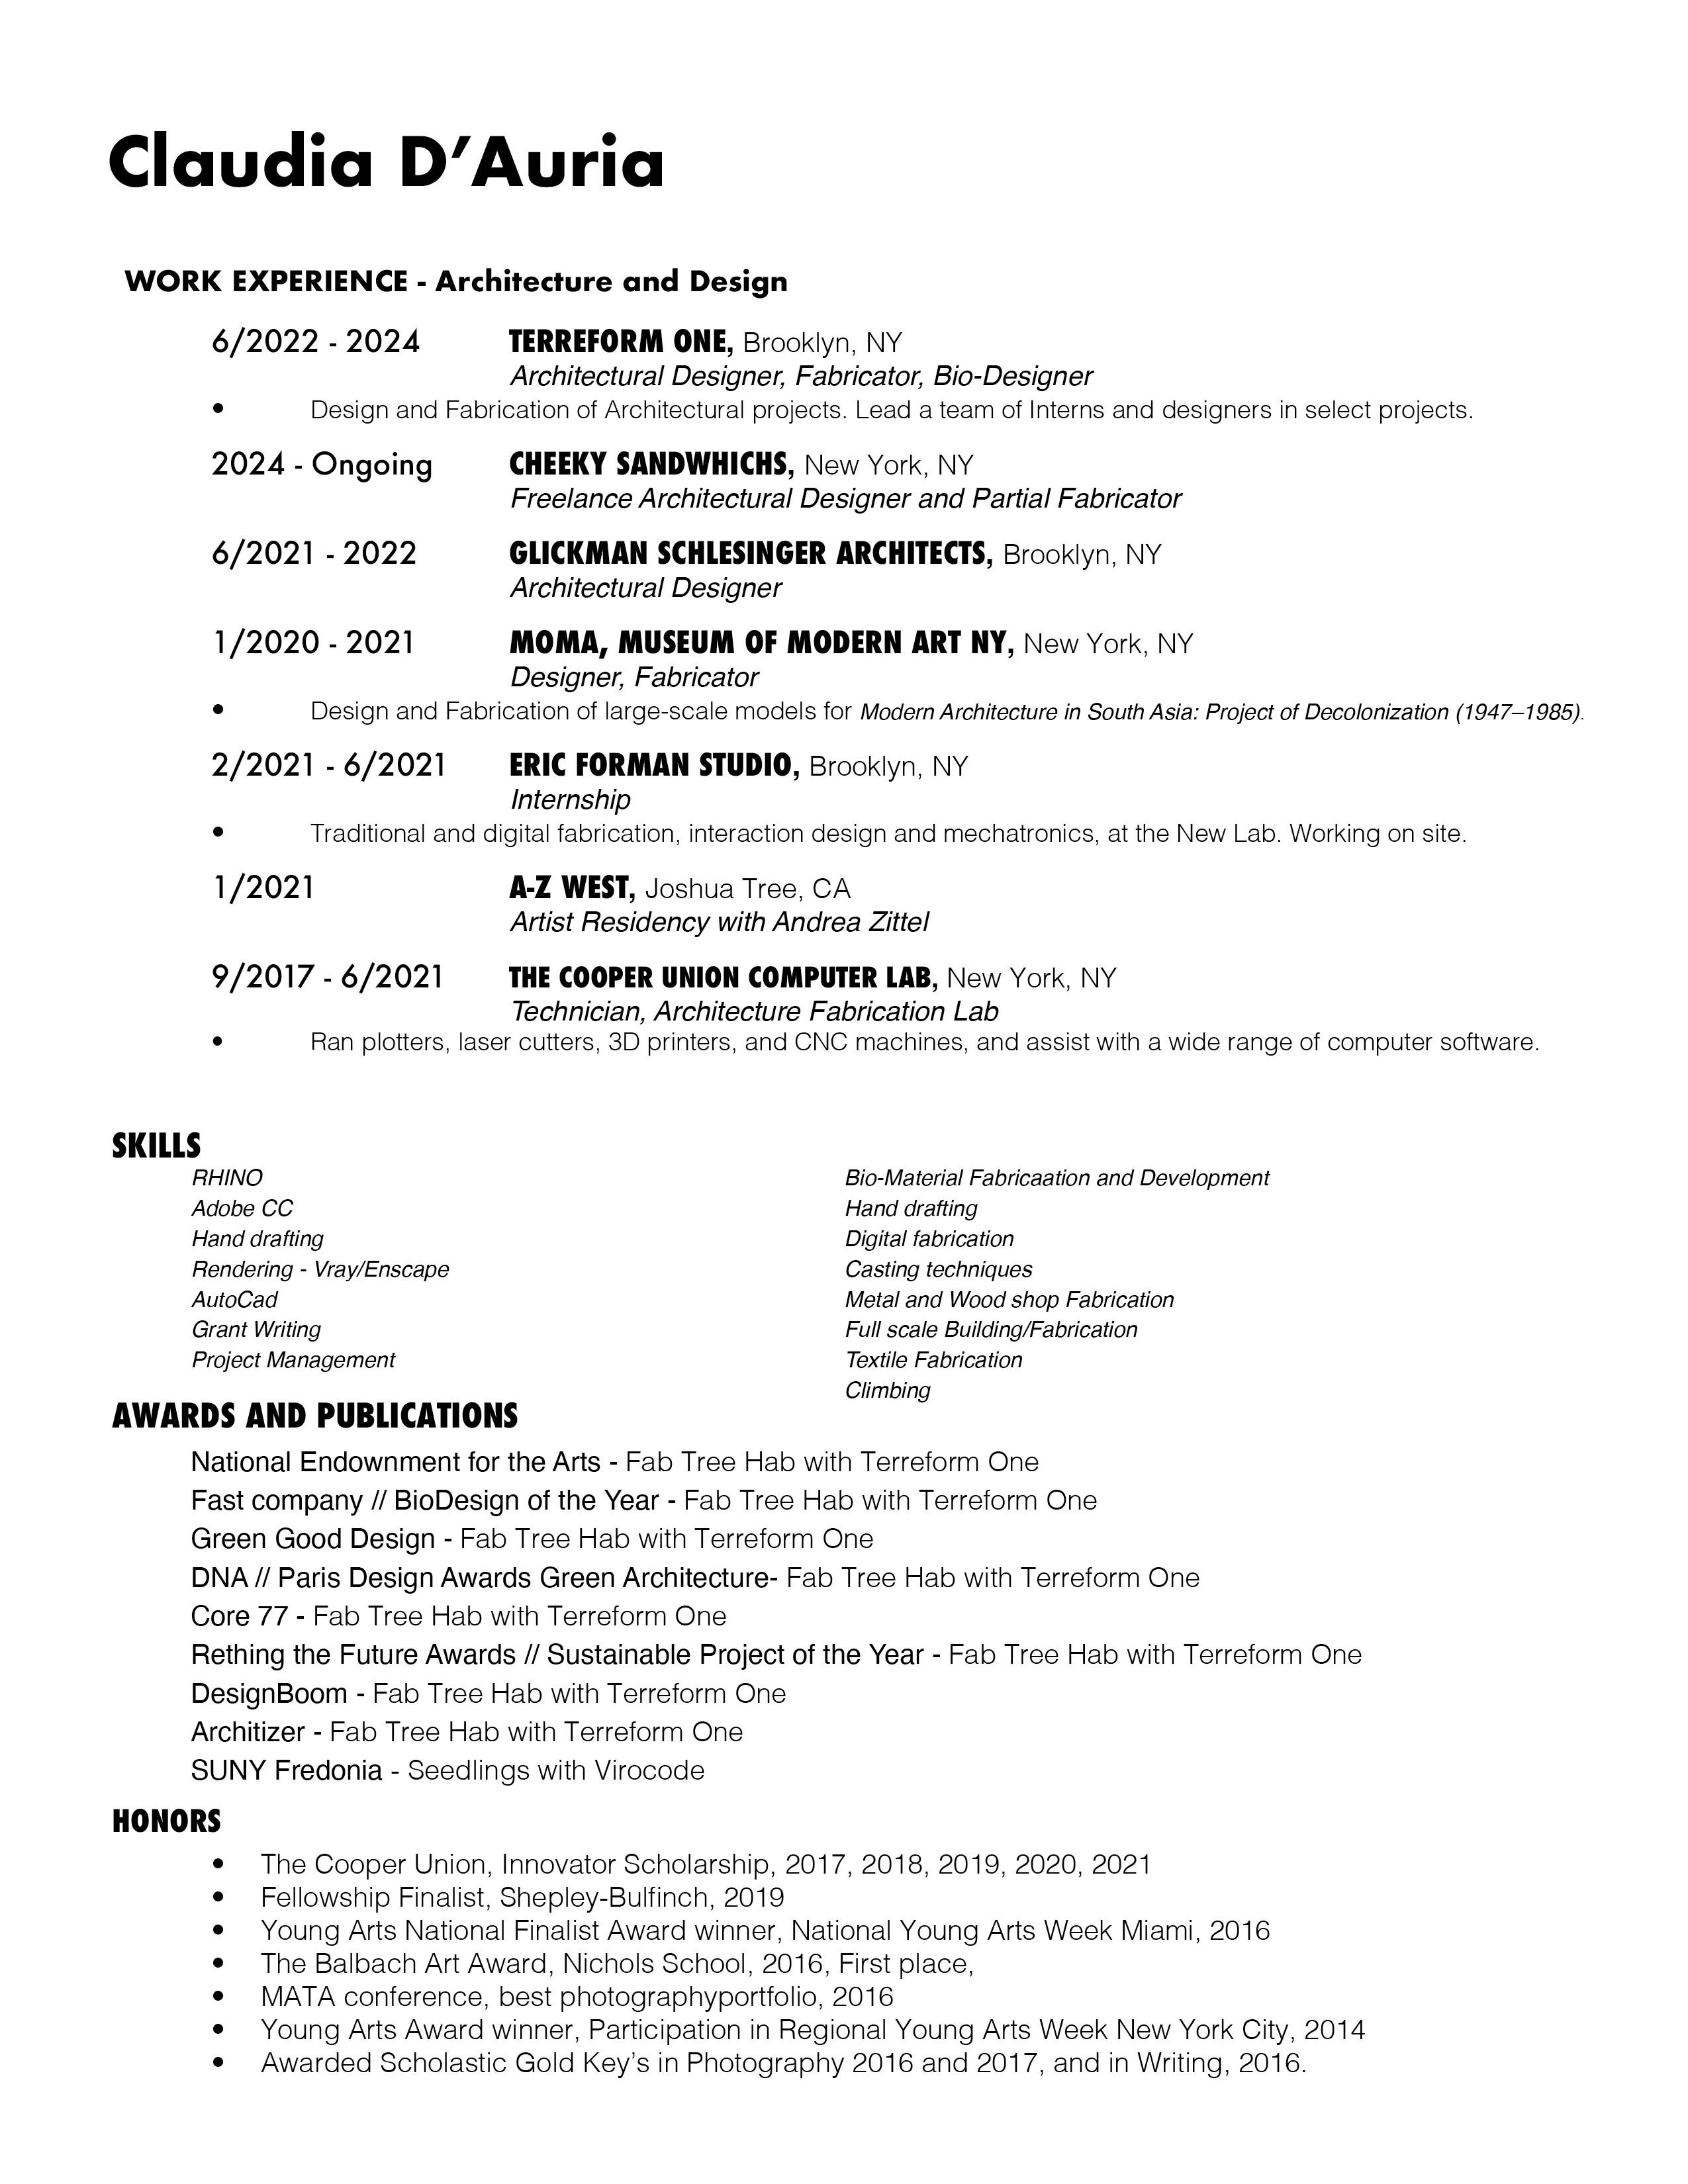 Claudia D’Auria
WORK EXPERIENCE - Architecture and Design
6/2022 - 2024 TERREFORM ONE, Brooklyn, NY
Architectural Designer, Fabricator, Bio-Designer
• Design and Fabrication of Architectural projects. Lead a team of Interns and designers in select projects.
2024 - Ongoing CHEEKY SANDWHICHS, New York, NY
Freelance Architectural Designer and Partial Fabricator
6/2021 - 2022 GLICKMAN SCHLESINGER ARCHITECTS, Brooklyn, NY
Architectural Designer
1/2020 - 2021 MOMA, MUSEUM OF MODERN ART NY, New York, NY
Designer, Fabricator
• Design and Fabrication of large-scale models for Modern Architecture in South Asia: Project of Decolonization (1947–1985).
2/2021 - 6/2021 ERIC FORMAN STUDIO, Brooklyn, NY
Internship
• Traditional and digital fabrication, interaction design and mechatronics, at the New Lab. Working on site.
1/2021 A-Z WEST, Joshua Tree, CA
Artist Residency with Andrea Zittel
9/2017 - 6/2021 THE COOPER UNION COMPUTER LAB, New York, NY
Technician, Architecture Fabrication Lab
• Ran plotters, laser cutters, 3D printers, and CNC machines, and assist with a wide range of computer software.
SKILLS
RHINO
Adobe CC
Hand drafting
Rendering - Vray/Enscape
AutoCad
Grant Writing
Project Management
Bio-Material Fabricaation and Development
Hand drafting
Digital fabrication
Casting techniques
Metal and Wood shop Fabrication
Full scale Building/Fabrication
Textile Fabrication
Climbing
AWARDS AND PUBLICATIONS
National Endownment for the Arts - Fab Tree Hab with Terreform One
Fast company // BioDesign of the Year - Fab Tree Hab with Terreform One
Green Good Design - Fab Tree Hab with Terreform One
DNA // Paris Design Awards Green Architecture- Fab Tree Hab with Terreform One
Core 77 - Fab Tree Hab with Terreform One
Rething the Future Awards // Sustainable Project of the Year - Fab Tree Hab with Terreform One
DesignBoom - Fab Tree Hab with Terreform One
Architizer - Fab Tree Hab with Terreform One
SUNY Fredonia - Seedlings with Virocode
HONORS
• The Cooper Union, Innovator Scholarship, 2017, 2018, 2019, 2020, 2021
• Fellowship Finalist, Shepley-Bulfinch, 2019
• Young Arts National Finalist Award winner, National Young Arts Week Miami, 2016
• The Balbach Art Award, Nichols School, 2016, First place,
• MATA conference, best photographyportfolio, 2016
• Young Arts Award winner, Participation in Regional Young Arts Week New York City, 2014
• Awarded Scholastic Gold Key’s in Photography 2016 and 2017, and in Writing, 2016.